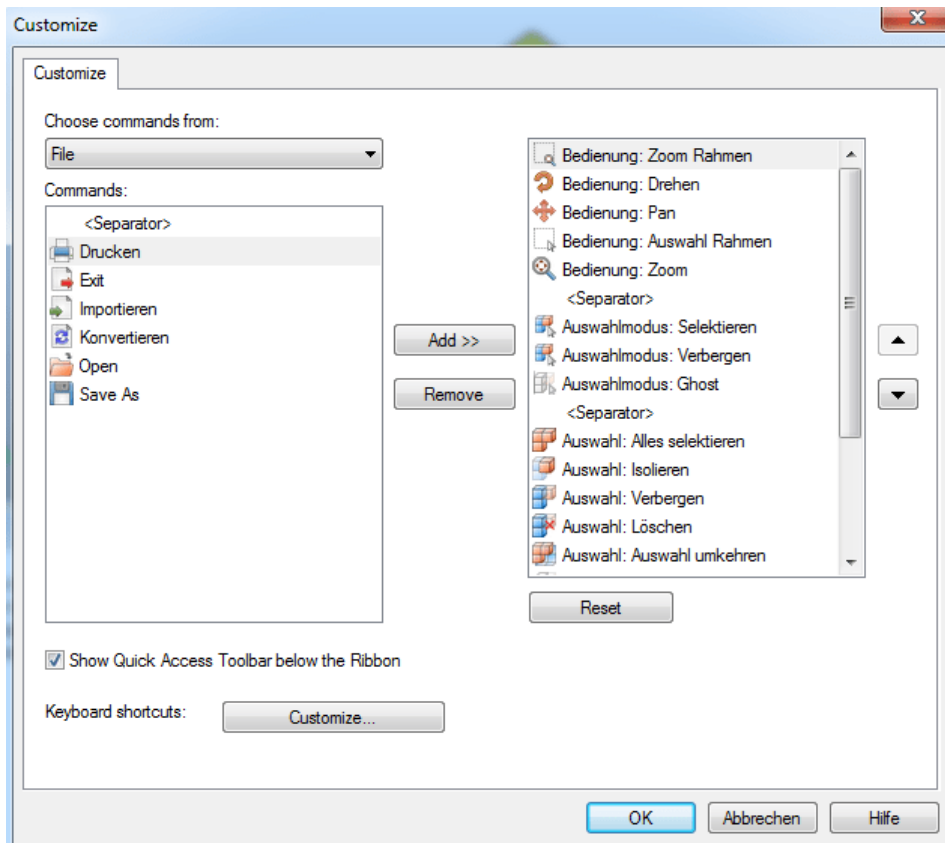 Customize
Customize
Choose commands from:
File
Commands:
<Separator>
Drucken
Exit
Importieren
Konvertieren
Open
Save As
Add >>
Remove
Bedienung: Zoom Rahmen
Bedienung: Drehen
Bedienung: Pan
Bedienung: Auswahl Rahmen
Bedienung: Zoom
<Separator>
Auswahlmodus: Selektieren
Auswahlmodus: Verbergen
Auswahlmodus: Ghost
<Separator>
Auswahl: Alles selektieren
Auswahl: Isolieren
Auswahl: Verbergen
Auswahl: Löschen
Auswahl: Auswahl umkehren
Reset
Show Quick Access Toolbar below the Ribbon
Keyboard shortcuts:
Customize...
OK
Abbrechen
Hilfe